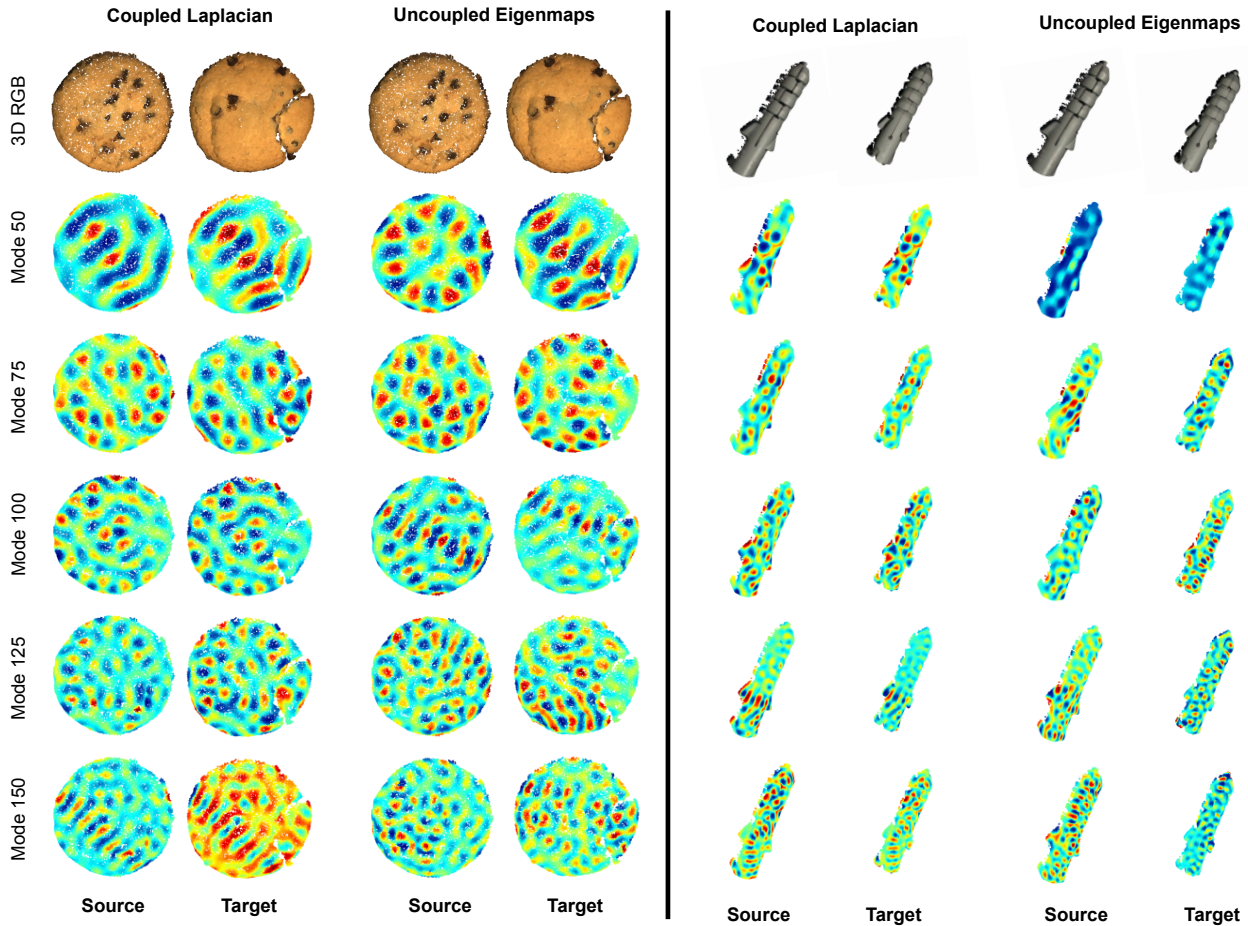 Coupled Laplacian Uncoupled Eigenmaps Coupled Laplacian Uncoupled Eigenmaps
3D RGB
Mode 50
Mode 75
Mode 100
Mode 125
Mode 150
Source Target Source Target Source Target Source Target